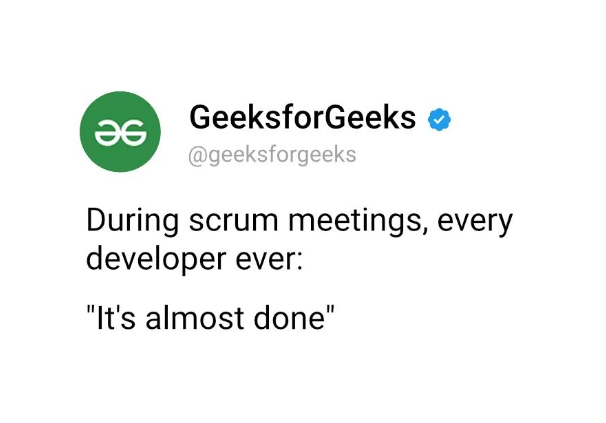 GeeksforGeeks
@geeksforgeeks
During scrum meetings, every
developer ever:
"It's almost done"